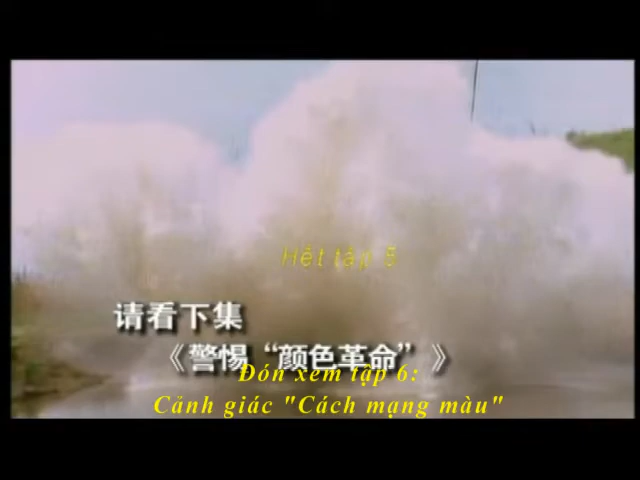 Hết tập 5
请看下集
《警惕“颜色革命”》
Đón xem tập 6:
Cảnh giác "Cách mạng màu"